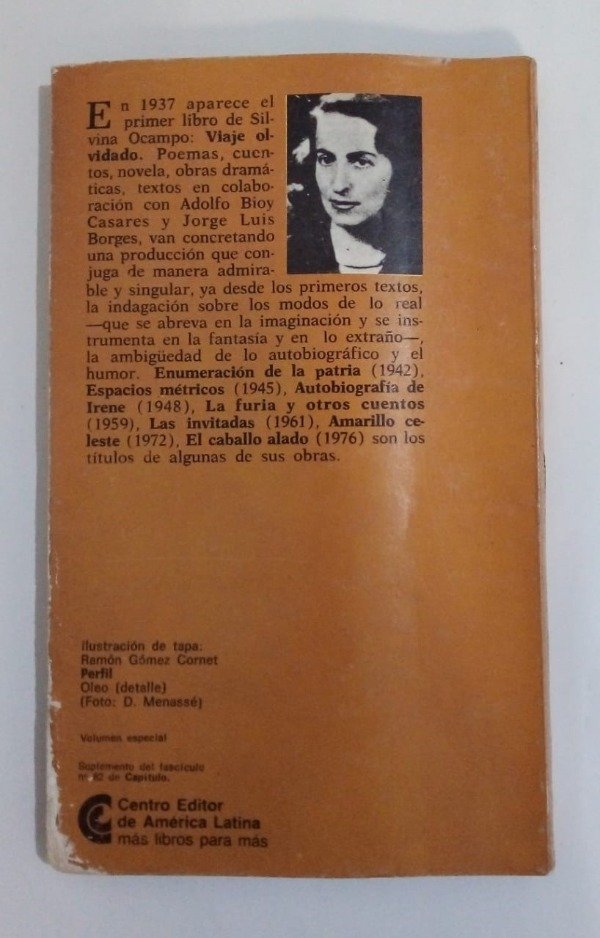 En 1937 aparece el
primer libro de Sil-
vina Ocampo: Viaje ol-
vidado. Poemas, cuen-
tos, novela, obras dramá-
ticas, textos en colabo-
ración con Adolfo Bioy
Casares y Jorge Luis
Borges, van concretando
una producción que con-
juga de manera admira-
ble y singular, ya desde los primeros textos,
la indagación sobre los modos de lo real
—que se abreva en la imaginación y se ins-
trumenta en la fantasía y en lo extraño—,
la ambigüedad de lo autobiográfico y el
humor. Enumeración de la patria (1942),
Espacios métricos (1945), Autobiografía de
Irene (1948), La furia y otros cuentos
(1959), Las invitadas (1961), Amarillo ce-
leste (1972), El caballo alado (1976) son los
títulos de algunas de sus obras.
Ilustración de tapa:
Ramón Gómez Cornet
Perfil
Oleo (detalle)
(Foto: D. Menassé)
Volumen especial
Suplemento del fascículo
nº 82 de Capítulo.
Centro Editor
de América Latina
más libros para más